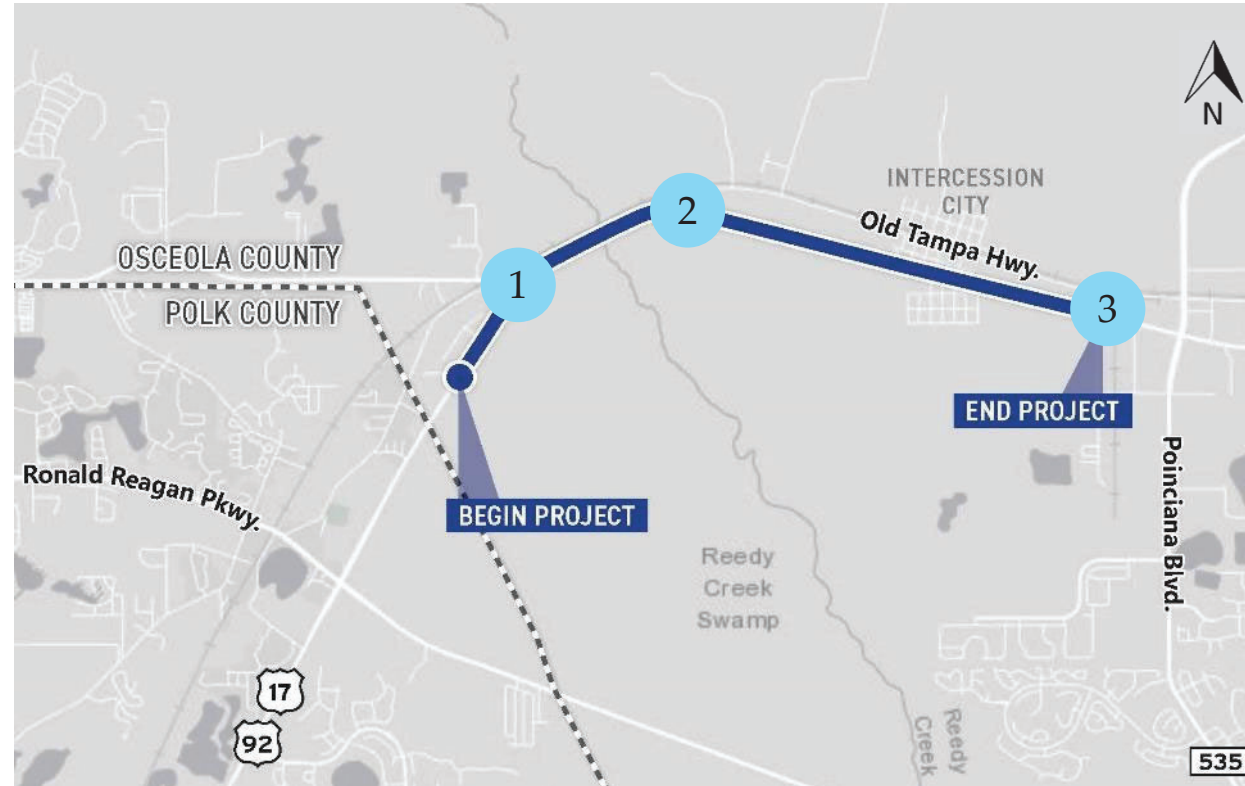 N
INTERCESSION
CITY
2
Old Tampa Hwy.
OSCEOLA COUNTY
1
POLK COUNTY
3
END PROJECT
Ronald Reagan Pkwy.
BEGIN PROJECT
Poinciana Blvd.
Reedy
Creek
Swamp
17
92
Reedy
Creek
535